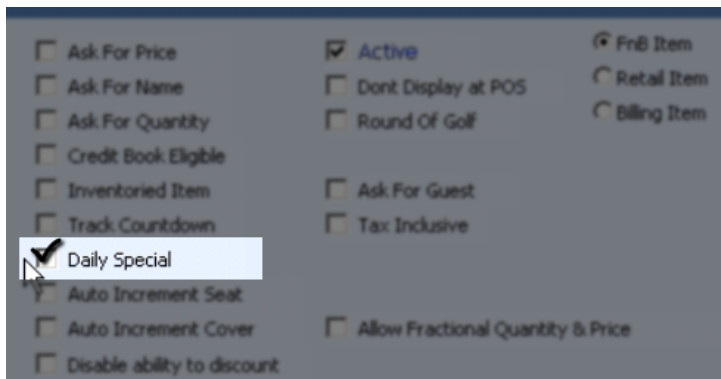 Ask For Price
Ask For Name
Ask For Quantity
Credit Book Eligible
Inventoried Item
Track Countdown
Daily Special
Auto Increment Seat
Auto Increment Cover
Disable ability to discount
Active
Dont Display at POS
Round Of Golf
Ask For Guest
Tax Inclusive
Allow Fractional Quantity & Price
FnB Item
Retail Item
Billing Item